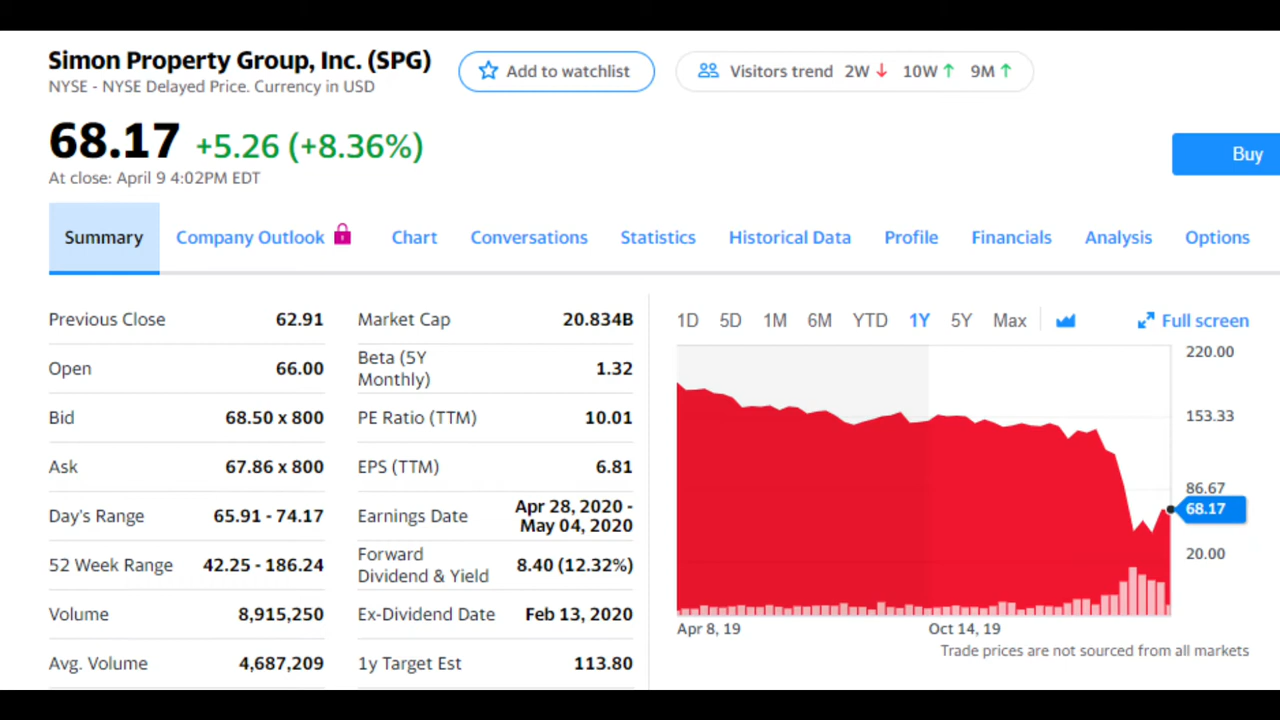 Simon Property Group, Inc. (SPG)
NYSE - NYSE Delayed Price. Currency in USD
Add to watchlist
Visitors trend 2W ↓ 10W ↑ 9M ↑
68.17 +5.26 (+8.36%)
At close: April 9 4:02PM EDT
Buy
Summary Company Outlook Chart Conversations Statistics Historical Data Profile Financials Analysis Options
Previous Close 62.91
Open 66.00
Bid 68.50 x 800
Ask 67.86 x 800
Day's Range 65.91 - 74.17
52 Week Range 42.25 - 186.24
Volume 8,915,250
Avg. Volume 4,687,209
Market Cap 20.834B
Beta (5Y
Monthly) 1.32
PE Ratio (TTM) 10.01
EPS (TTM) 6.81
Earnings Date Apr 28, 2020 -
May 04, 2020
Forward
Dividend & Yield 8.40 (12.32%)
Ex-Dividend Date Feb 13, 2020
1y Target Est 113.80
1D 5D 1M 6M YTD 1Y 5Y Max Full screen
220.00
153.33
86.67
68.17
20.00
Apr 8, 19 Oct 14, 19
Trade prices are not sourced from all markets